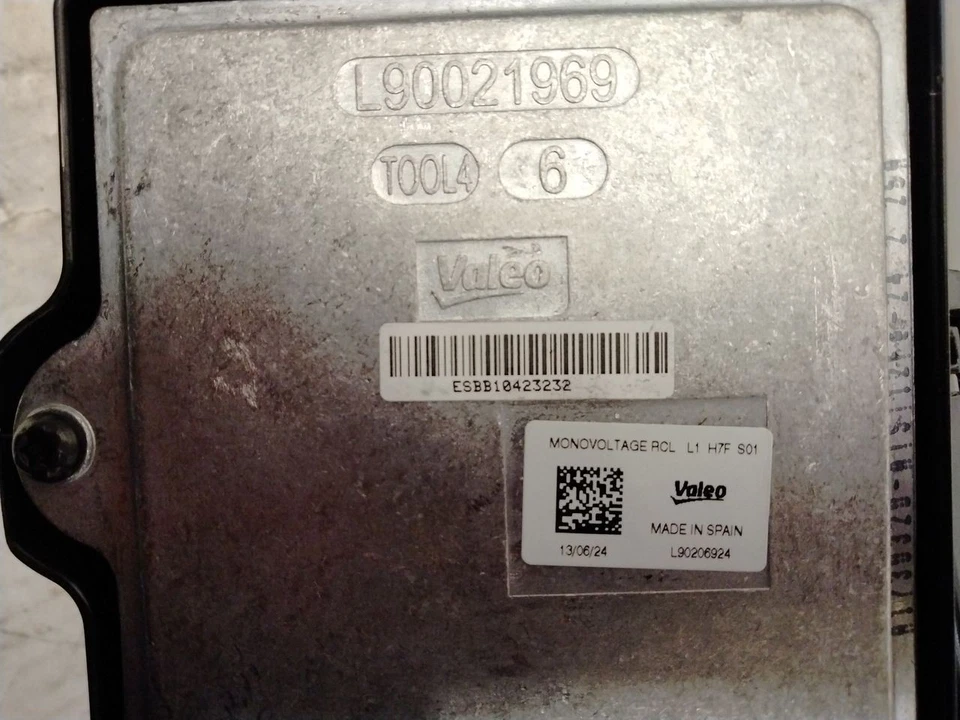 L90021969
TOOL4 6
Valeo
ESBB10423232
MONOVOLTAGE RCL L1 H7F S01
Valeo
MADE IN SPAIN
13/06/24 L90206924